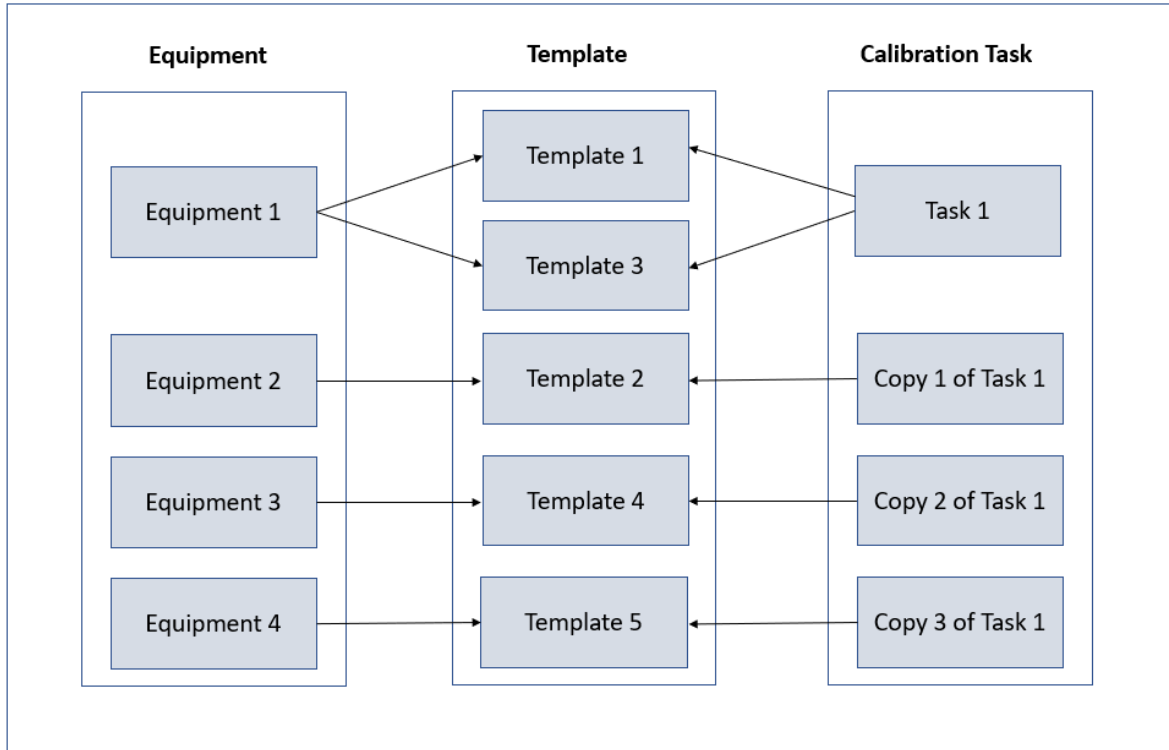 Equipment
Template
Calibration Task
Equipment 1
Template 1
Template 3
Task 1
Equipment 2
Template 2
Copy 1 of Task 1
Equipment 3
Template 4
Copy 2 of Task 1
Equipment 4
Template 5
Copy 3 of Task 1